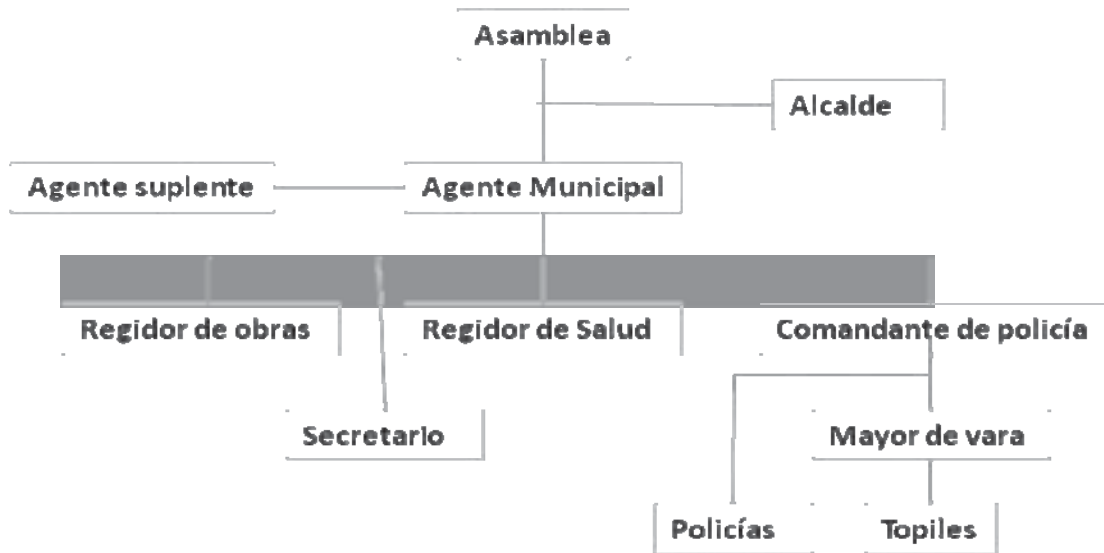 Asamblea
Alcalde
Agente suplente
Agente Municipal
Regidor de obras
Regidor de Salud
Comandante de policía
Secretario
Mayor de vara
Policías
Topiles